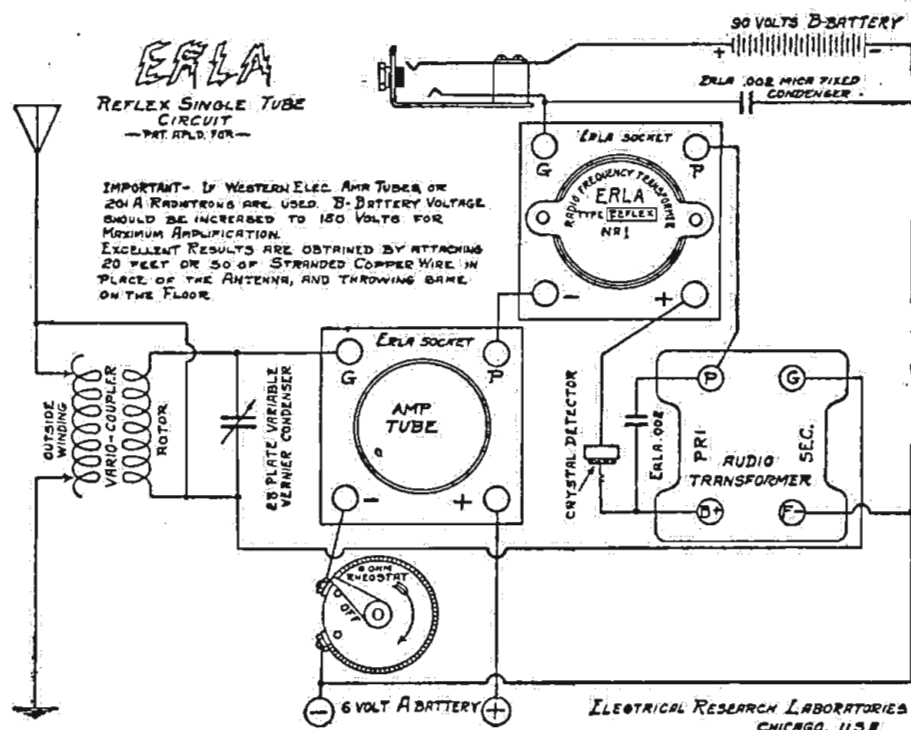 ERLA
REFLEX SINGLE TUBE
CIRCUIT
— PAT. APLD. FOR —
IMPORTANT - IF WESTERN ELEC. AMP. TUBES, OR
201 A RADIOTRONS ARE USED. B-BATTERY VOLTAGE
SHOULD BE INCREASED TO 150 VOLTS FOR
MAXIMUM AMPLIFICATION.
EXCELLENT RESULTS ARE OBTAINED BY ATTACHING
20 FEET OR SO OF STRANDED COPPER WIRE IN
PLACE OF THE ANTENNA, AND THROWING SAME
ON THE FLOOR
90 VOLTS B-BATTERY
+ -
ERLA .002 MICA FIXED
CONDENSER
ERLA SOCKET
G P
RADIO FREQUENCY TRANSFORMER
ERLA
TYPE REFLEX
NR1
- +
ERLA SOCKET
G P
AMP
TUBE
- +
OUTSIDE
WINDING
VARIO-COUPLER
ROTOR
23 PLATE VARIABLE
VERNIER CONDENSER
CRYSTAL DETECTOR
ERLA .002
P G
PRI. SEC.
AUDIO
TRANSFORMER
B+ F
6 OHM
RHEOSTAT
OFF
- 6 VOLT A BATTERY +
ELECTRICAL RESEARCH LABORATORIES
CHICAGO, U.S.A.